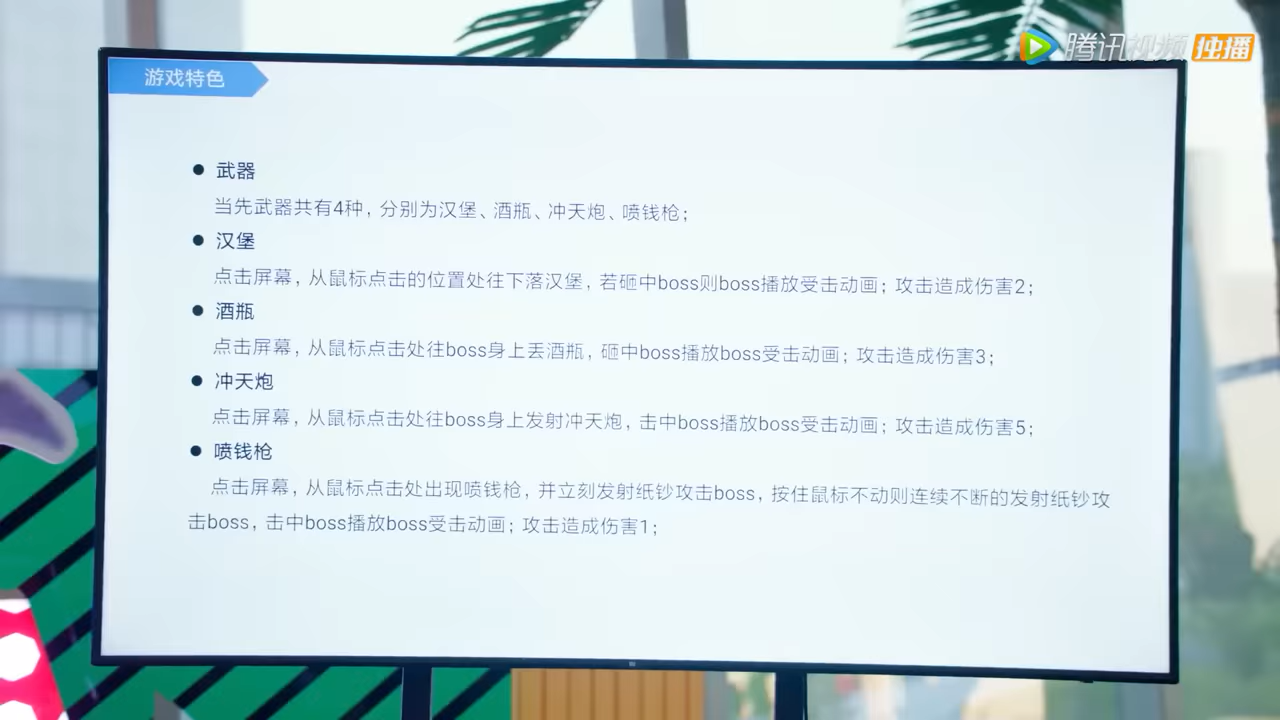 腾讯视频 独播
游戏特色
● 武器
当先武器共有4种，分别为汉堡、酒瓶、冲天炮、喷钱枪；
● 汉堡
点击屏幕，从鼠标点击的位置处往下落汉堡，若砸中boss则boss播放受击动画；攻击造成伤害2；
● 酒瓶
点击屏幕，从鼠标点击处往boss身上丢酒瓶，砸中boss播放boss受击动画；攻击造成伤害3；
● 冲天炮
点击屏幕，从鼠标点击处往boss身上发射冲天炮，击中boss播放boss受击动画；攻击造成伤害5；
● 喷钱枪
点击屏幕，从鼠标点击处出现喷钱枪，并立刻发射纸钞攻击boss，按住鼠标不动则连续不断的发射纸钞攻
击boss，击中boss播放boss受击动画；攻击造成伤害1；